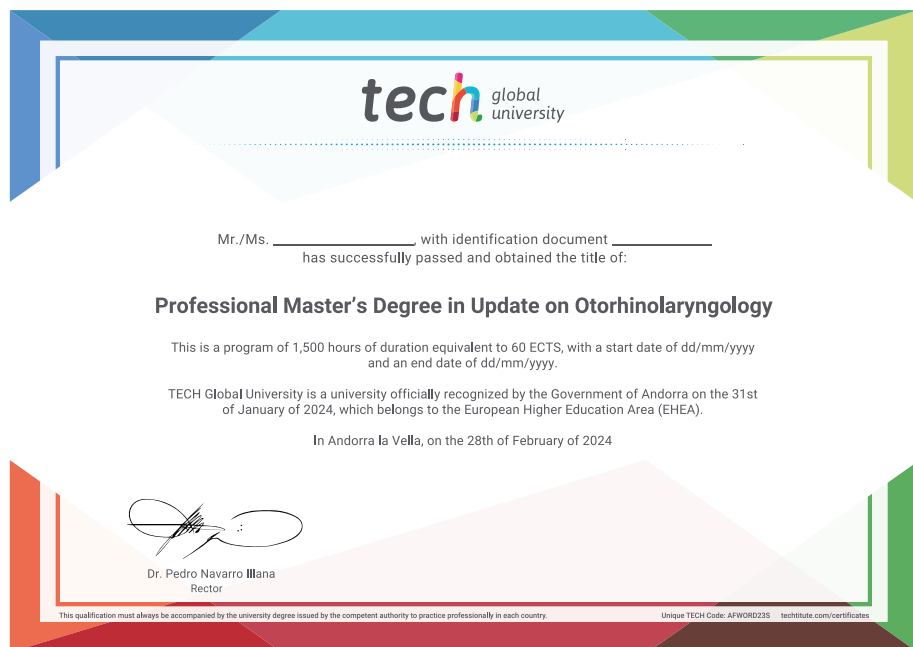 tech global
university
Mr./Ms. ________________, with identification document ____________
has successfully passed and obtained the title of:
Professional Master’s Degree in Update on Otorhinolaryngology
This is a program of 1,500 hours of duration equivalent to 60 ECTS, with a start date of dd/mm/yyyy
and an end date of dd/mm/yyyy.
TECH Global University is a university officially recognized by the Government of Andorra on the 31st
of January of 2024, which belongs to the European Higher Education Area (EHEA).
In Andorra la Vella, on the 28th of February of 2024
Dr. Pedro Navarro Illana
Rector
This qualification must always be accompanied by the university degree issued by the competent authority to practice professionally in each country.
Unique TECH Code: AFWORD23S techtitute.com/certificates